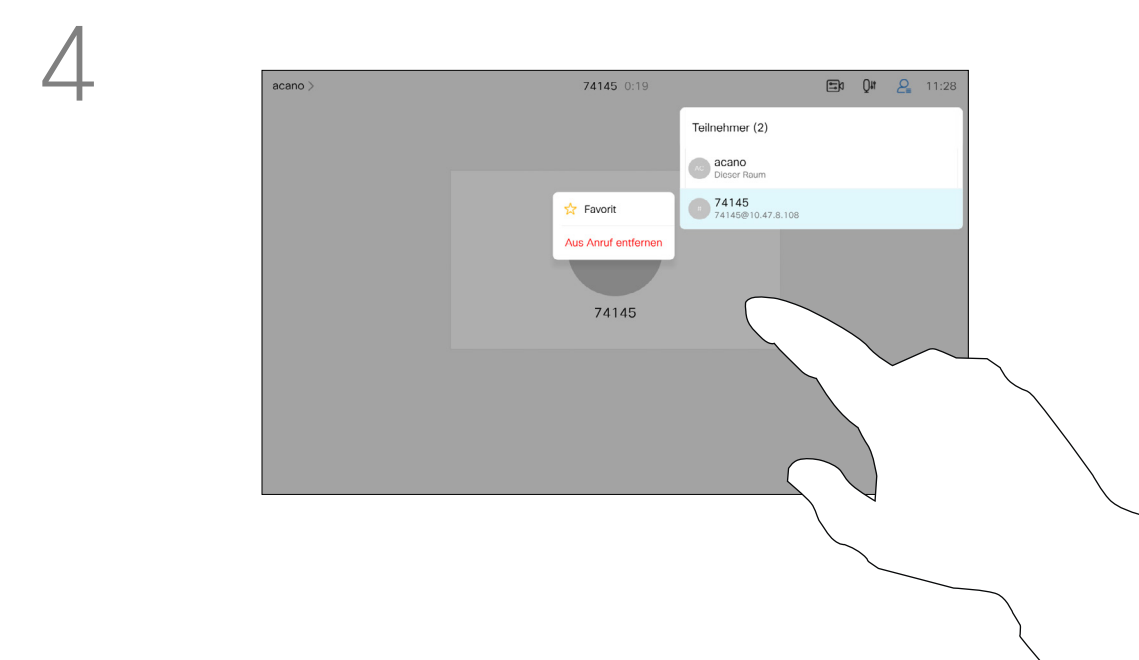 4
acano >
74145 0:19
11:28
Teilnehmer (2)
AC
acano
Dieser Raum
74145
74145@10.47.8.108
Favorit
Aus Anruf entfernen
74145